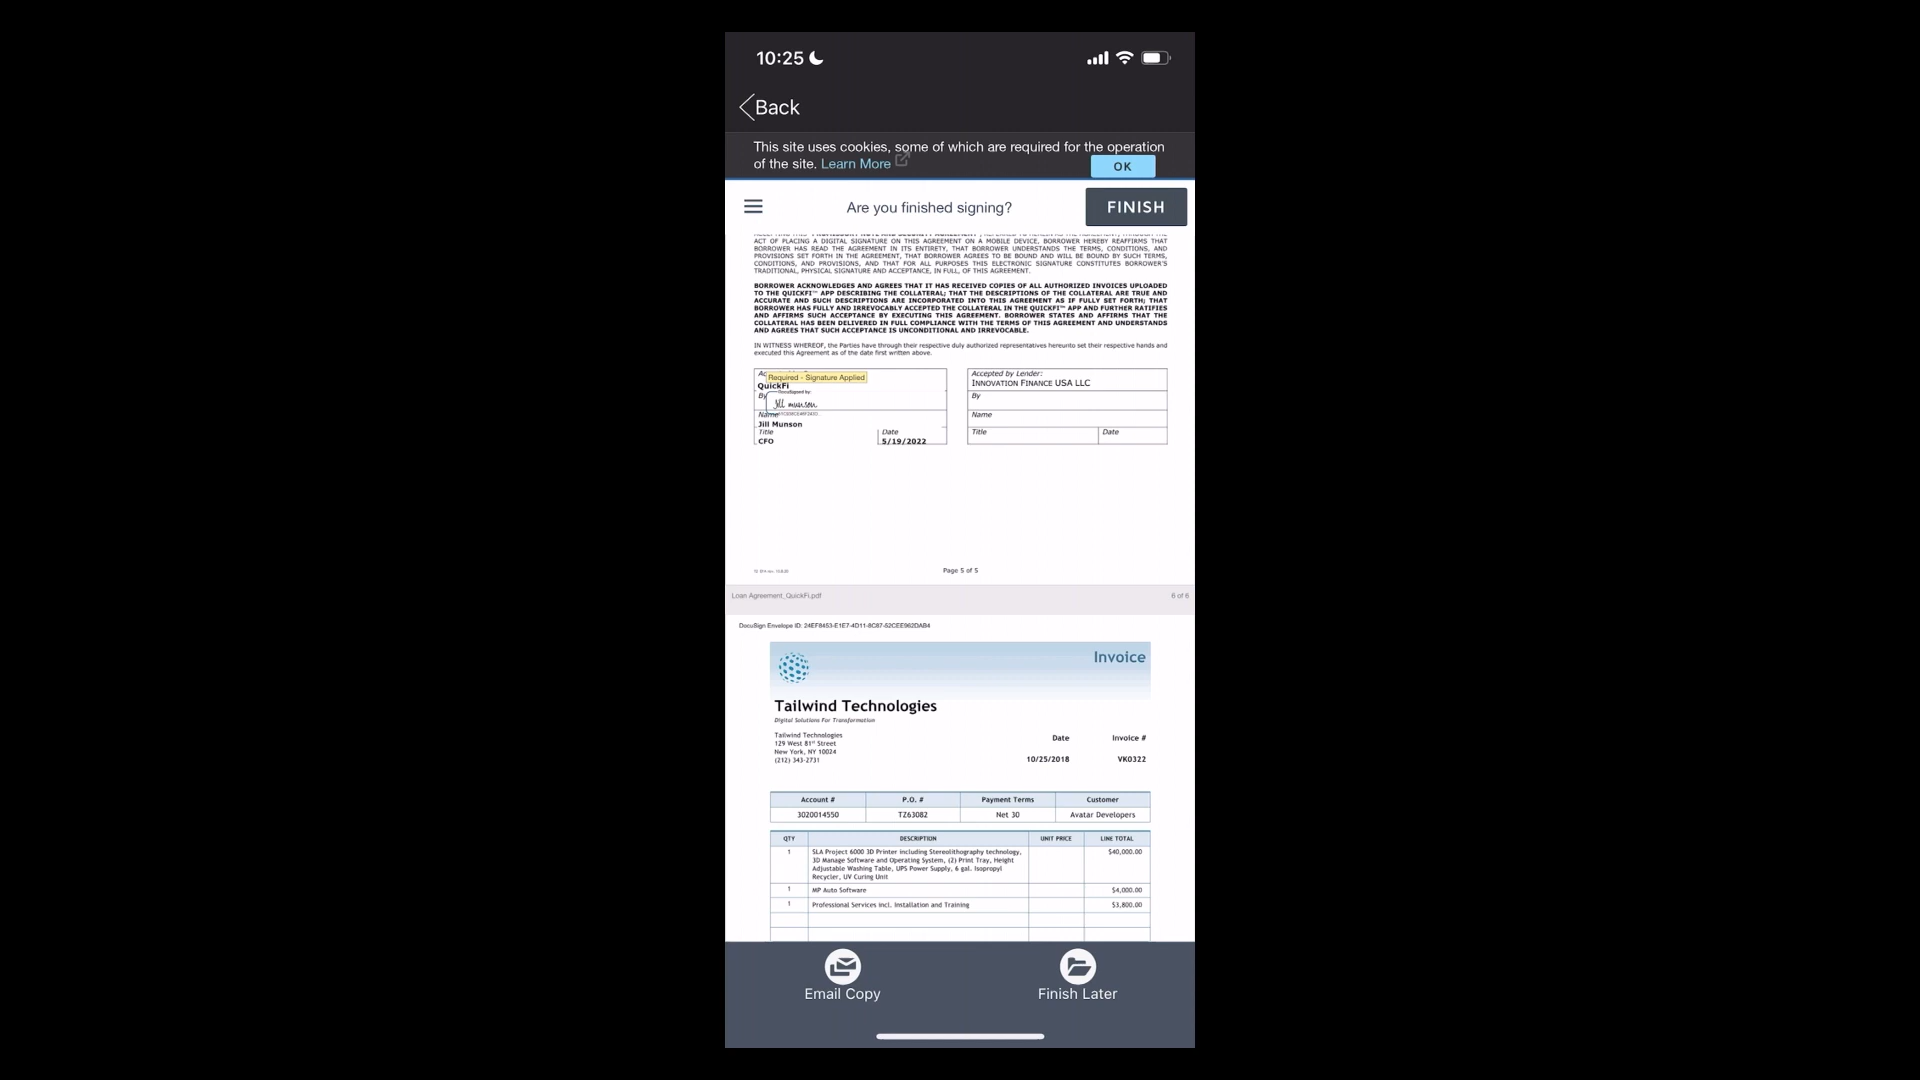 10:25
Back
This site uses cookies, some of which are required for the operation
of the site. Learn More
OK
Are you finished signing?
FINISH
ACT OF PLACING A DIGITAL SIGNATURE ON THIS AGREEMENT ON A MOBILE DEVICE, BORROWER HEREBY REAFFIRMS THAT
BORROWER HAS READ THE AGREEMENT IN ITS ENTIRETY, THAT BORROWER UNDERSTANDS THE TERMS, CONDITIONS, AND
PROVISIONS SET FORTH IN THE AGREEMENT, THAT BORROWER AGREES TO BE BOUND AND WILL BE BOUND BY SUCH TERMS,
CONDITIONS, AND PROVISIONS, AND THAT FOR ALL PURPOSES THIS ELECTRONIC SIGNATURE CONSTITUTES BORROWER'S
TRADITIONAL, PHYSICAL SIGNATURE AND ACCEPTANCE, IN FULL, OF THIS AGREEMENT.
BORROWER ACKNOWLEDGES AND AGREES THAT IT HAS RECEIVED COPIES OF ALL AUTHORIZED INVOICES UPLOADED
TO THE QUICKFI™ APP DESCRIBING THE COLLATERAL; THAT THE DESCRIPTIONS OF THE COLLATERAL ARE TRUE AND
ACCURATE AND SUCH DESCRIPTIONS ARE INCORPORATED INTO THIS AGREEMENT AS IF FULLY SET FORTH; THAT
BORROWER HAS FULLY AND IRREVOCABLY ACCEPTED THE COLLATERAL IN THE QUICKFI™ APP AND FURTHER RATIFIES
AND AFFIRMS SUCH ACCEPTANCE BY EXECUTING THIS AGREEMENT. BORROWER STATES AND AFFIRMS THAT THE
COLLATERAL HAS BEEN DELIVERED IN FULL COMPLIANCE WITH THE TERMS OF THIS AGREEMENT AND UNDERSTANDS
AND AGREES THAT SUCH ACCEPTANCE IS UNCONDITIONAL AND IRREVOCABLE.
IN WITNESS WHEREOF, the Parties have through their respective duly authorized representatives hereunto set their respective hands and
executed this Agreement as of the date first written above.
Required - Signature Applied
QuickFi
DocuSigned by:
By
Jill munson
Name
Jill Munson
Title Date
CFO 5/19/2022
Accepted by Lender:
INNOVATION FINANCE USA LLC
By
Name
Title Date
Page 5 of 5
Loan Agreement_QuickFi.pdf 6 of 6
DocuSign Envelope ID: 24EF8453-E1E7-4D11-8C87-52CEE962DAB4
Invoice
Tailwind Technologies
Digital Solutions For Transformation
Tailwind Technologies
129 West 81st Street
New York, NY 10024
(212) 343-2731
Date Invoice #
10/25/2018 VK0322
Account # P.O. # Payment Terms Customer
3020014550 TZ63082 Net 30 Avatar Developers
QTY DESCRIPTION UNIT PRICE LINE TOTAL
1 SLA Project 6000 3D Printer including Stereolithography technology, $40,000.00
3D Manage Software and Operating System, (2) Print Tray, Height
Adjustable Washing Table, UPS Power Supply, 6 gal. Isopropyl
Recycler, UV Curing Unit
1 MP Auto Software $4,000.00
1 Professional Services incl. Installation and Training $3,800.00
Email Copy
Finish Later